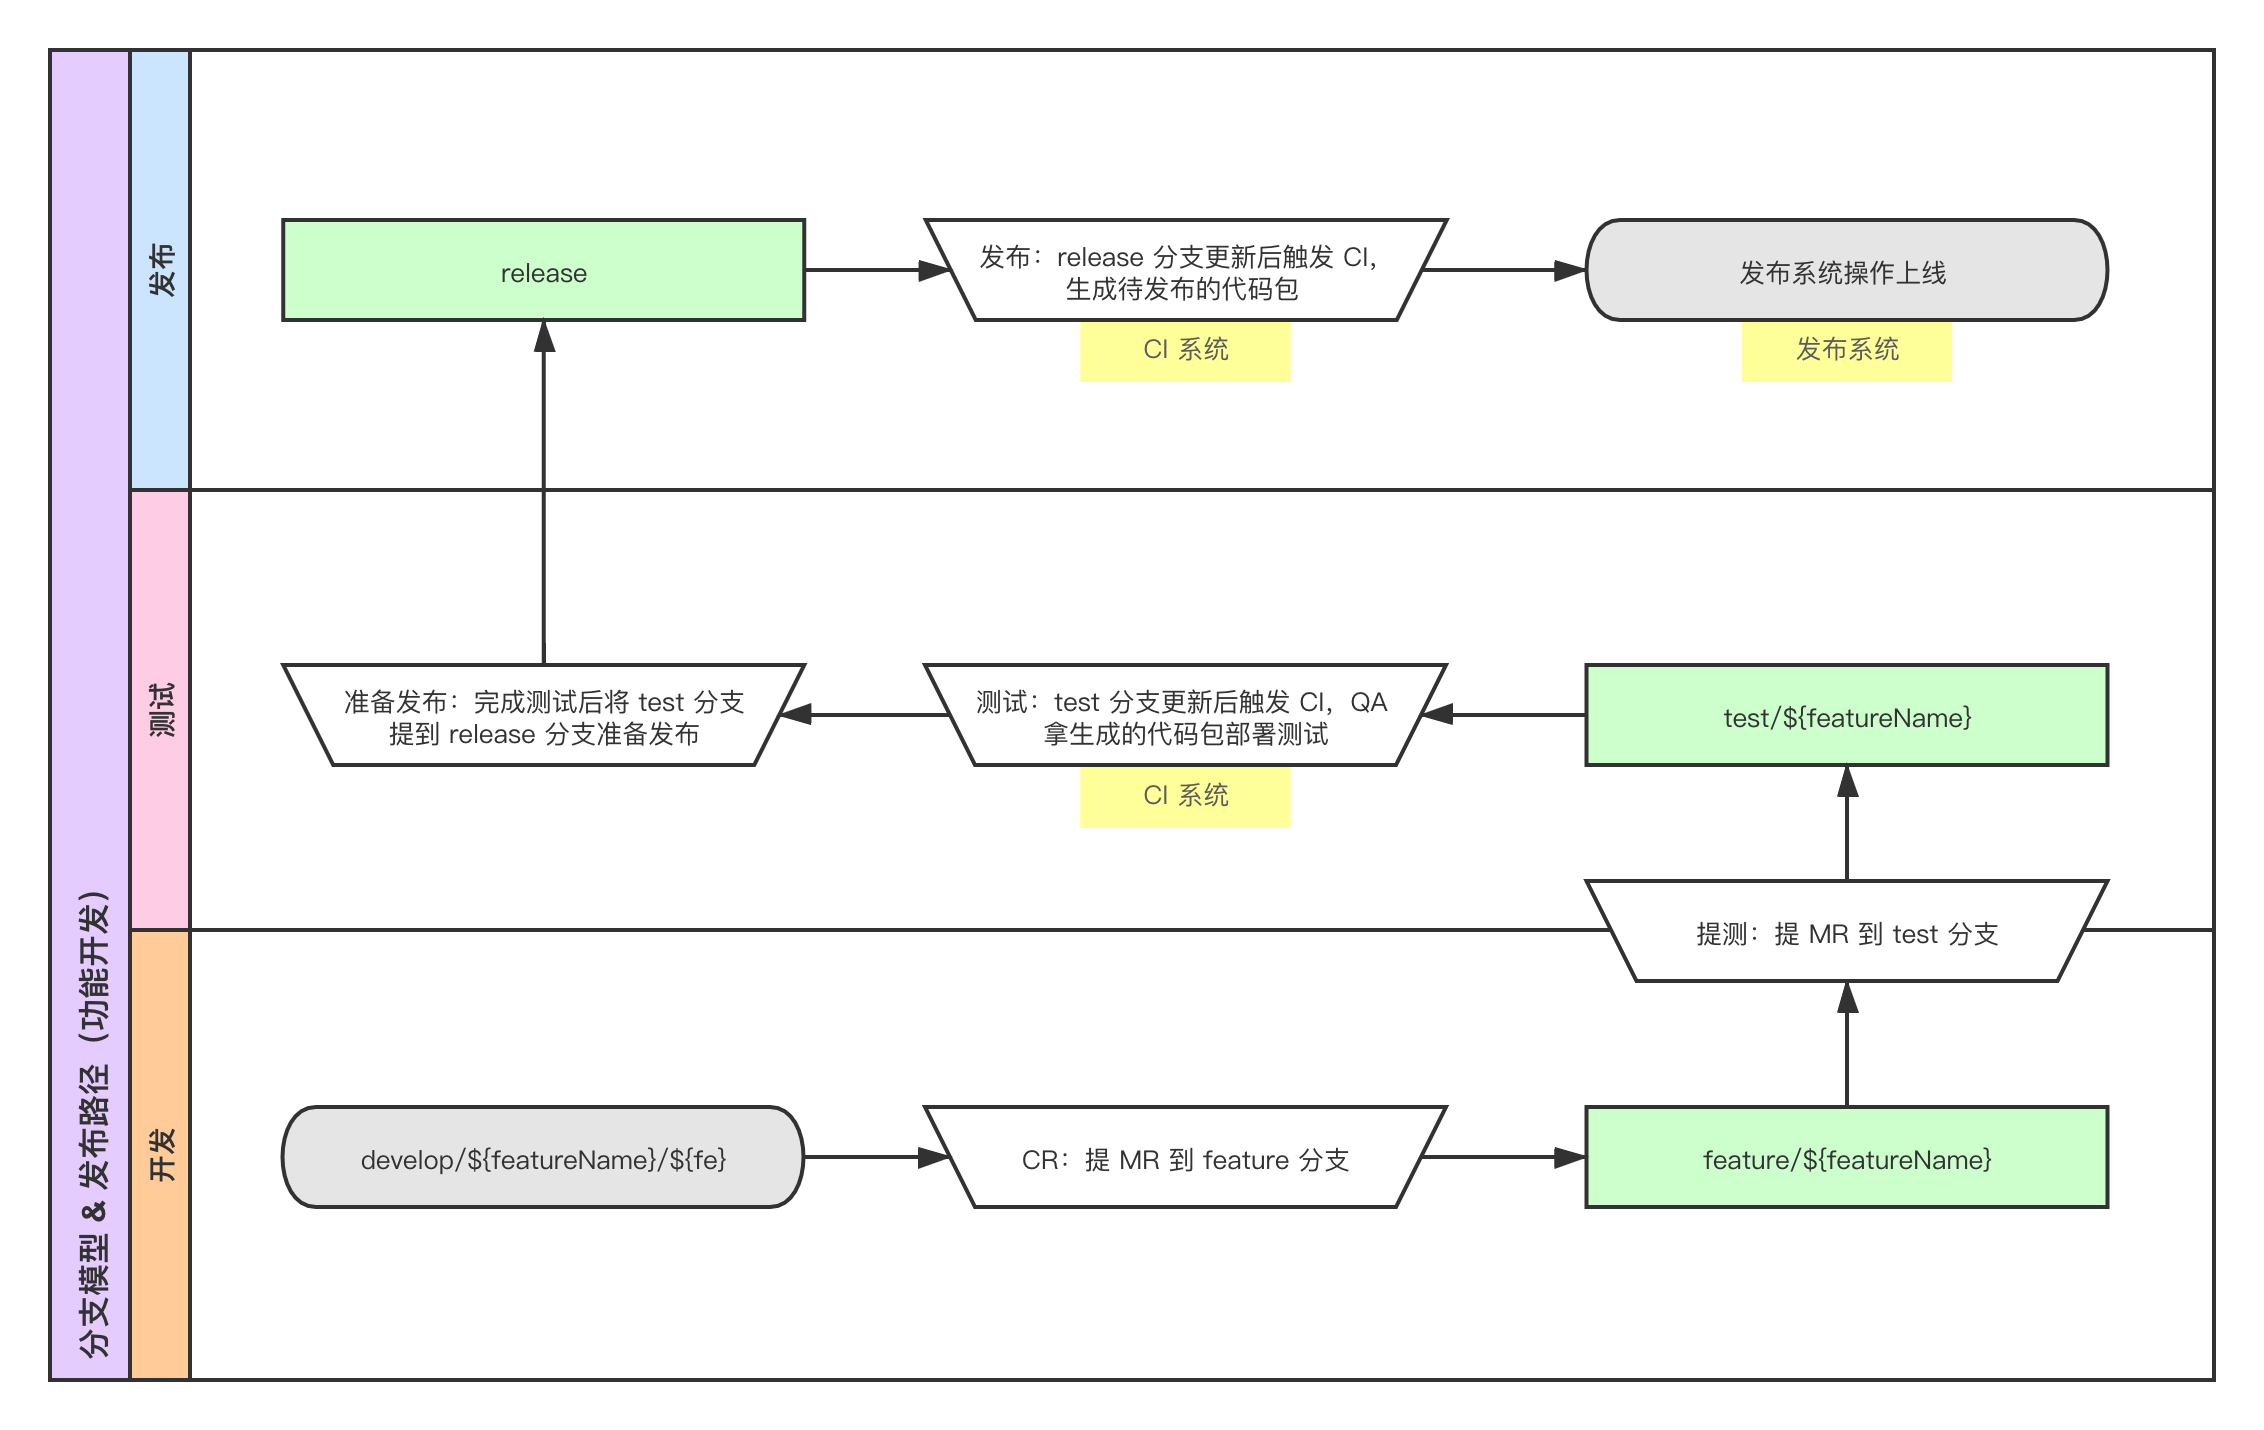 分支模型 & 发布路径（功能开发）
发布
release
发布：release 分支更新后触发 CI，
生成待发布的代码包
CI 系统
发布系统操作上线
发布系统
测试
准备发布：完成测试后将 test 分支
提到 release 分支准备发布
测试：test 分支更新后触发 CI，QA
拿生成的代码包部署测试
CI 系统
test/${featureName}
提测：提 MR 到 test 分支
开发
develop/${featureName}/${fe}
CR：提 MR 到 feature 分支
feature/${featureName}